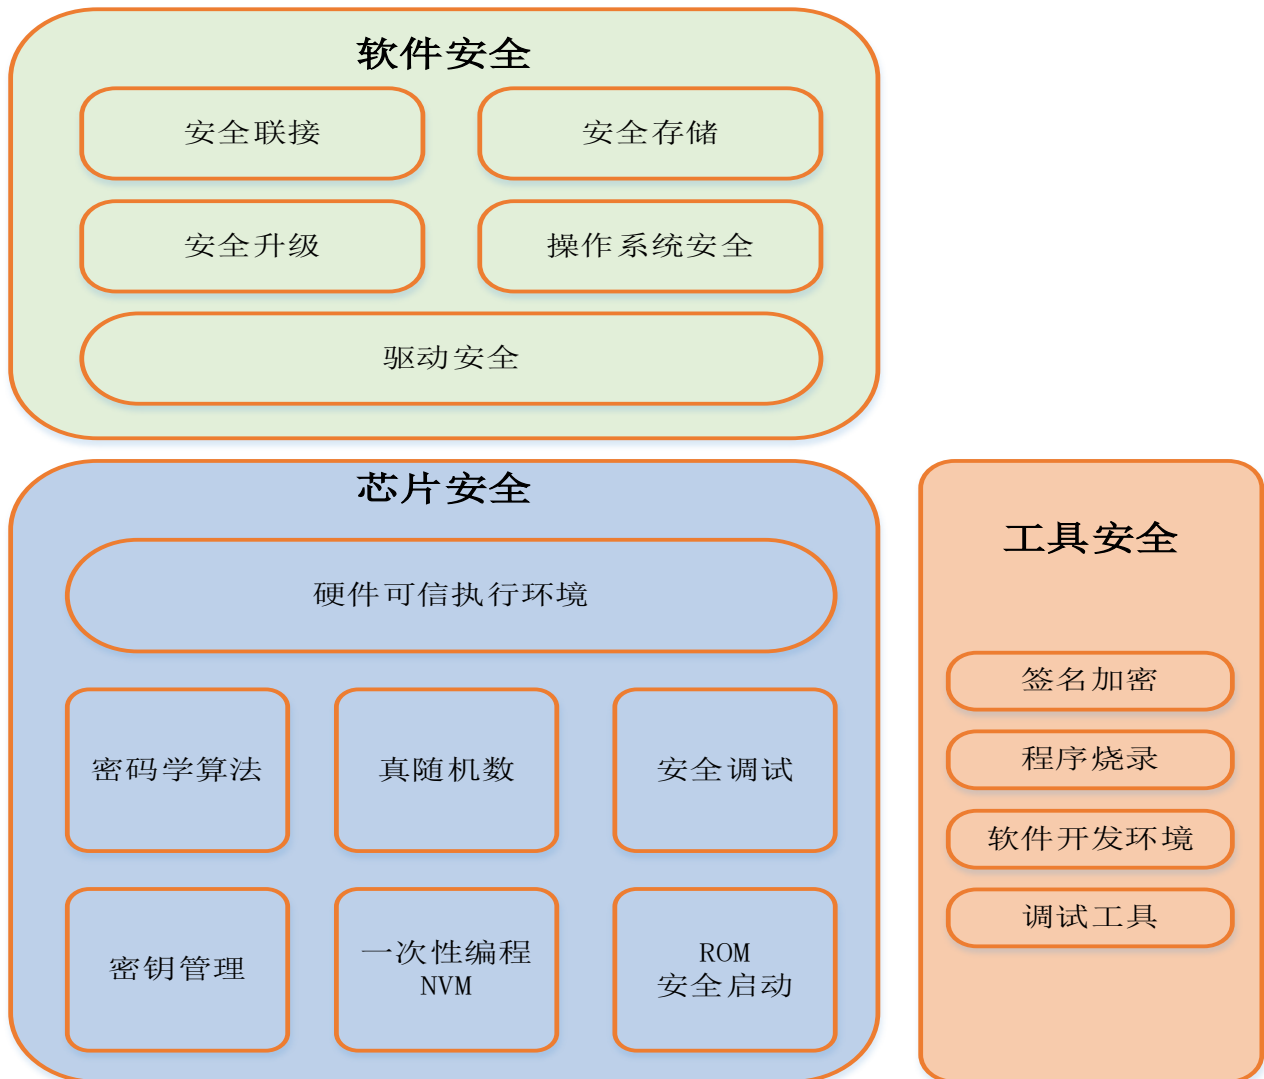 软件安全
安全联接
安全存储
安全升级
操作系统安全
驱动安全
芯片安全
硬件可信执行环境
密码学算法
真随机数
安全调试
密钥管理
一次性编程
NVM
ROM
安全启动
工具安全
签名加密
程序烧录
软件开发环境
调试工具